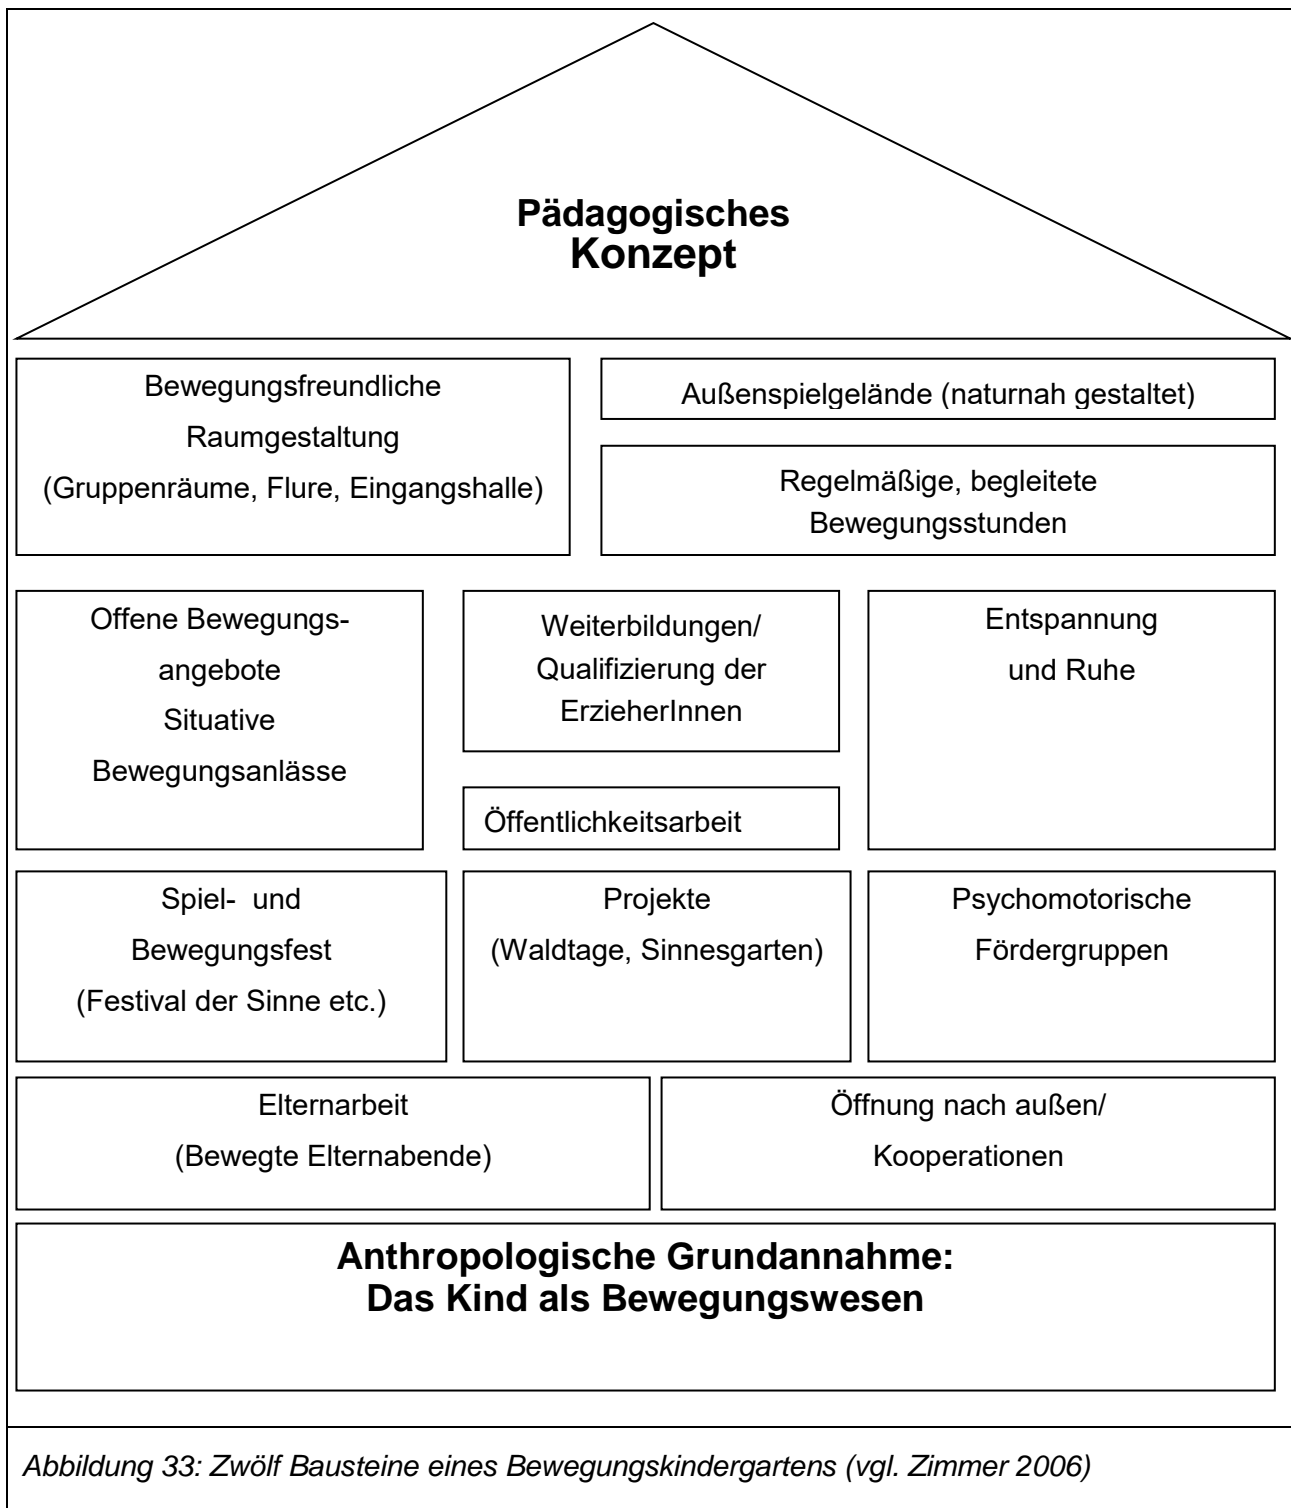 Pädagogisches
Konzept
Bewegungsfreundliche
Raumgestaltung
(Gruppenräume, Flure, Eingangshalle)
Außenspielgelände (naturnah gestaltet)
Regelmäßige, begleitete
Bewegungsstunden
Offene Bewegungs-
angebote
Situative
Bewegungsanlässe
Weiterbildungen/
Qualifizierung der
ErzieherInnen
Öffentlichkeitsarbeit
Entspannung
und Ruhe
Spiel- und
Bewegungsfest
(Festival der Sinne etc.)
Projekte
(Waldtage, Sinnesgarten)
Psychomotorische
Fördergruppen
Elternarbeit
(Bewegte Elternabende)
Öffnung nach außen/
Kooperationen
Anthropologische Grundannahme:
Das Kind als Bewegungswesen
Abbildung 33: Zwölf Bausteine eines Bewegungskindergartens (vgl. Zimmer 2006)